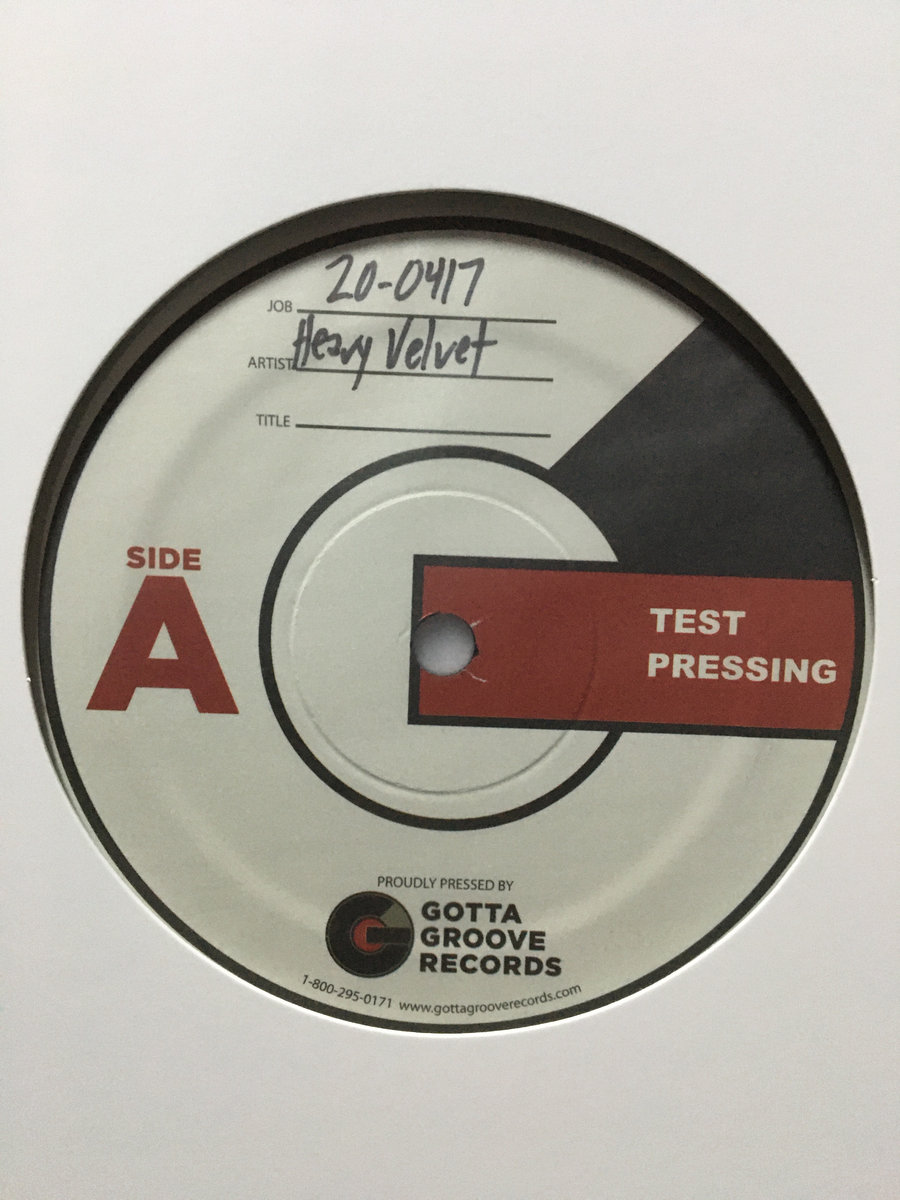 JOB 20-0417
ARTIST Heavy Velvet
TITLE
SIDE
A
TEST
PRESSING
PROUDLY PRESSED BY
GOTTA
GROOVE
RECORDS
1-800-295-0171 www.gottagrooverecords.com